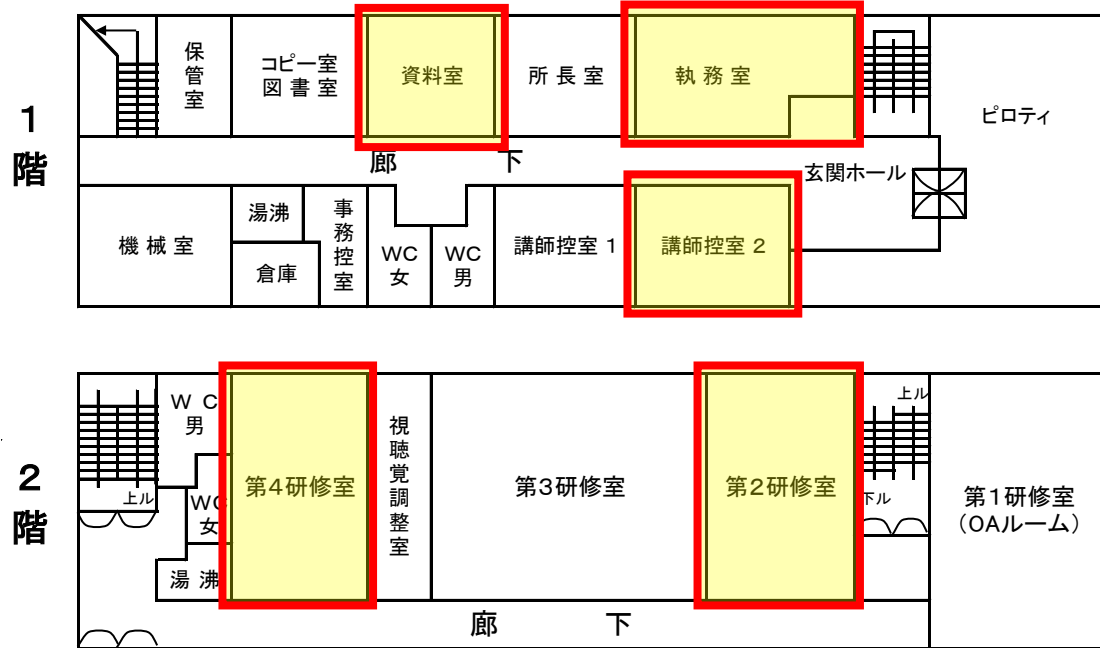 1
階
保
管
室
コピー室
図書室
資料室
所長室
執務室
ピロティ
廊下
玄関ホール
機械室
湯沸
倉庫
事
務
控
室
WC
女
WC
男
講師控室 1
講師控室 2
2
階
上ル
WC
男
WC
女
湯沸
第4研修室
視
聴
覚
調
整
室
第3研修室
第2研修室
上ル
下ル
第1研修室
(OAルーム)
廊下